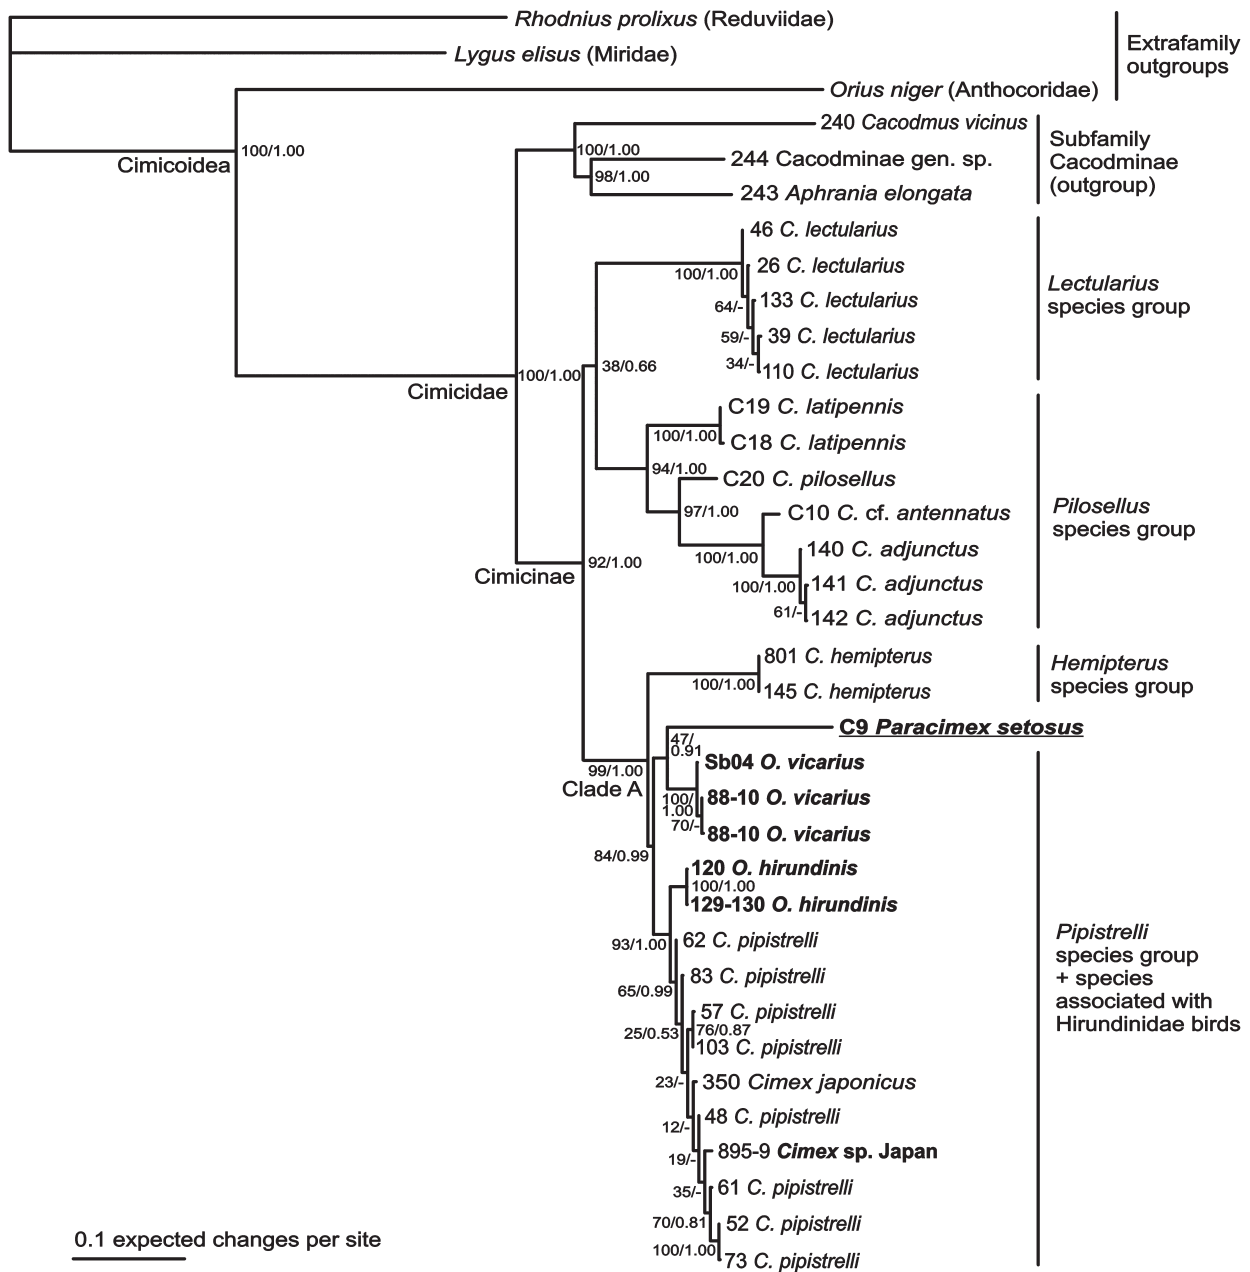 Rhodnius prolixus (Reduviidae)
Lygus elisus (Miridae)
Extrafamily
outgroups
Orius niger (Anthocoridae)
240 Cacodmus vicinus
Cimicoidea
100/1.00
100/1.00
244 Cacodminae gen. sp.
98/1.00
243 Aphrania elongata
Subfamily
Cacodminae
(outgroup)
46 C. lectularius
100/1.00
26 C. lectularius
64/-
133 C. lectularius
59/-
39 C. lectularius
34/-
110 C. lectularius
Lectularius
species group
Cimicidae
100/1.00
38/0.66
C19 C. latipennis
100/1.00
C18 C. latipennis
94/1.00
C20 C. pilosellus
97/1.00
C10 C. cf. antennatus
100/1.00
140 C. adjunctus
100/1.00
141 C. adjunctus
61/-
142 C. adjunctus
Pilosellus
species group
Cimicinae
92/1.00
801 C. hemipterus
100/1.00
145 C. hemipterus
Hemipterus
species group
C9 Paracimex setosus
47/
0.91
Sb04 O. vicarius
99/1.00
Clade A
100/
1.00
88-10 O. vicarius
70/-
88-10 O. vicarius
84/0.99
120 O. hirundinis
100/1.00
129-130 O. hirundinis
93/1.00
62 C. pipistrelli
83 C. pipistrelli
65/0.99
57 C. pipistrelli
25/0.53
76/0.87
103 C. pipistrelli
23/-
350 Cimex japonicus
48 C. pipistrelli
12/-
895-9 Cimex sp. Japan
19/-
61 C. pipistrelli
35/-
70/0.81
52 C. pipistrelli
100/1.00
73 C. pipistrelli
Pipistrelli
species group
+ species
associated with
Hirundinidae birds
0.1 expected changes per site